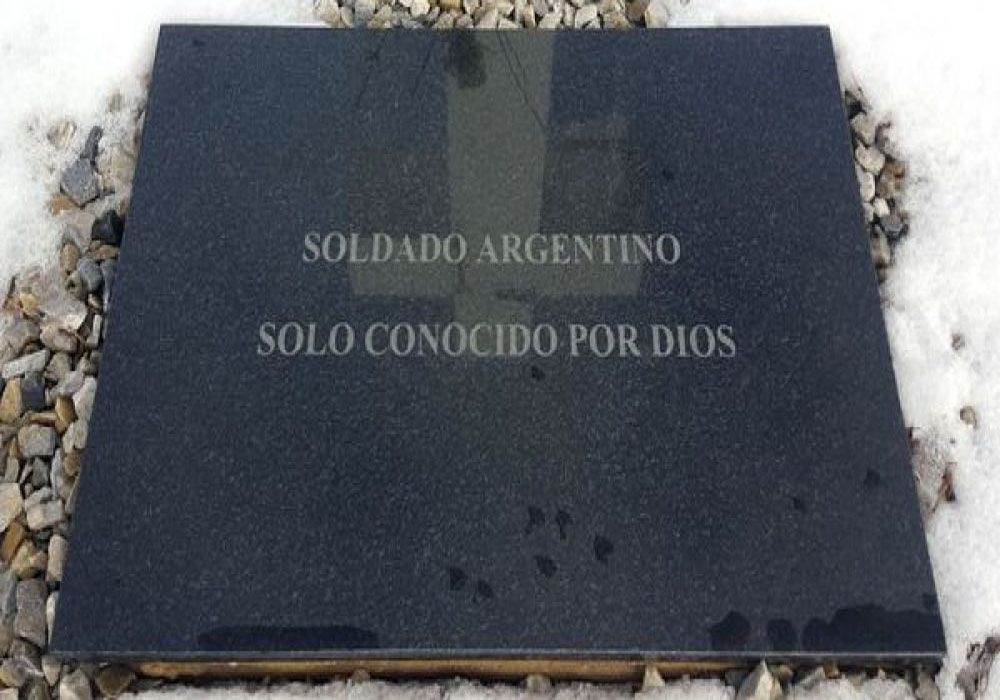 SOLDADO ARGENTINO
SOLO CONOCIDO POR DIOS